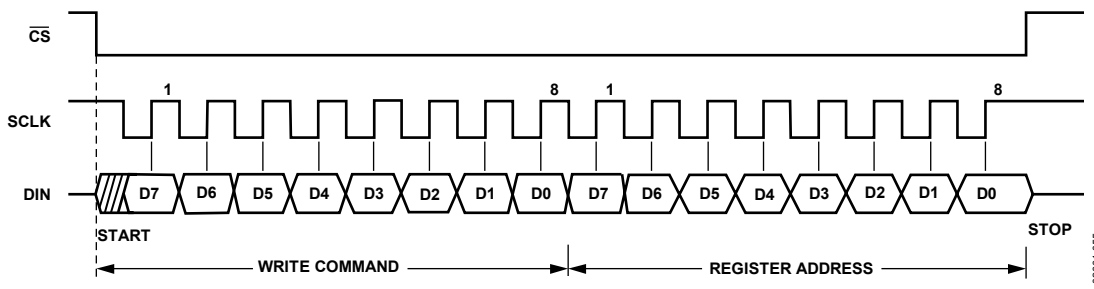 CS
1 8 1 8
SCLK
DIN D7 D6 D5 D4 D3 D2 D1 D0 D7 D6 D5 D4 D3 D2 D1 D0
START STOP
WRITE COMMAND REGISTER ADDRESS